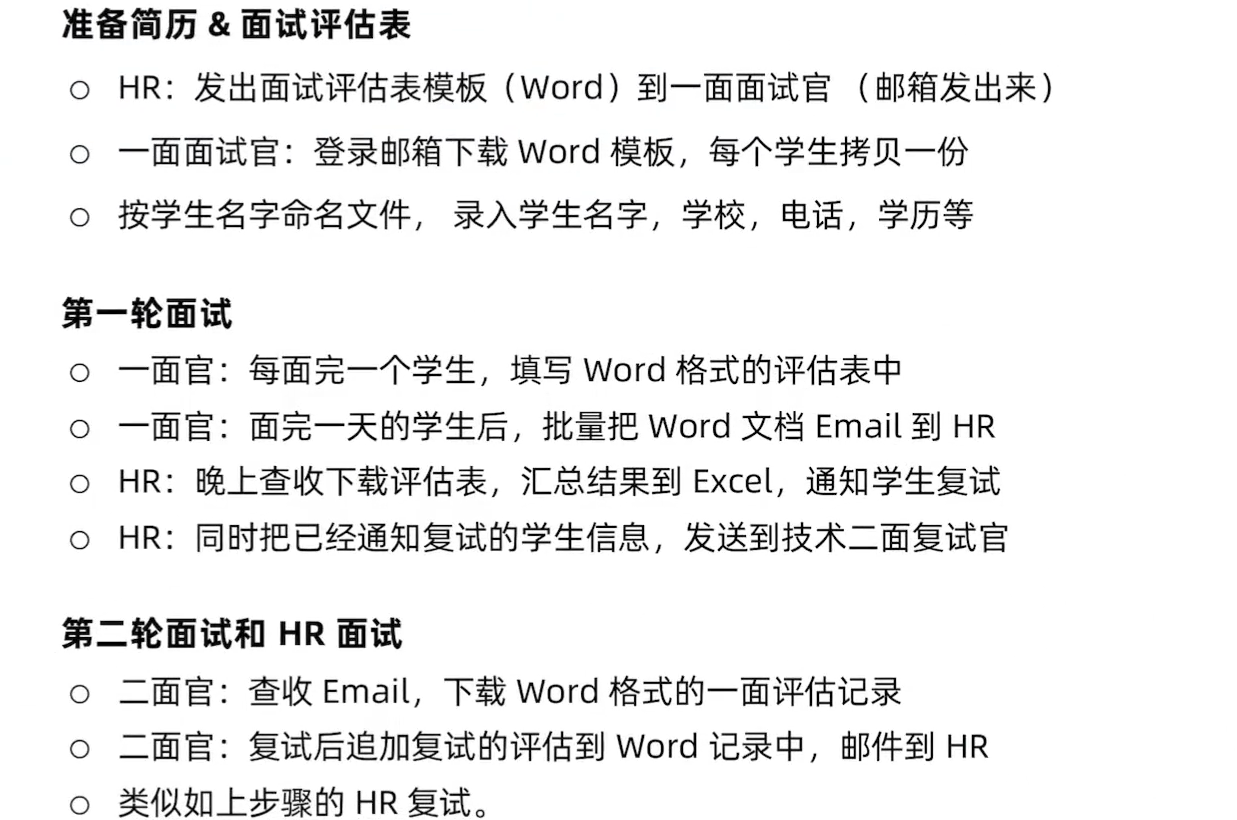 准备简历 & 面试评估表
○ HR：发出面试评估表模板（Word）到一面面试官 （邮箱发出来）
○ 一面面试官：登录邮箱下载 Word 模板，每个学生拷贝一份
○ 按学生名字命名文件， 录入学生名字，学校，电话，学历等
第一轮面试
○ 一面官：每面完一个学生，填写 Word 格式的评估表中
○ 一面官：面完一天的学生后，批量把 Word 文档 Email 到 HR
○ HR：晚上查收下载评估表，汇总结果到 Excel，通知学生复试
○ HR：同时把已经通知复试的学生信息，发送到技术二面复试官
第二轮面试和 HR 面试
○ 二面官：查收 Email，下载 Word 格式的一面评估记录
○ 二面官：复试后追加复试的评估到 Word 记录中，邮件到 HR
○ 类似如上步骤的 HR 复试。